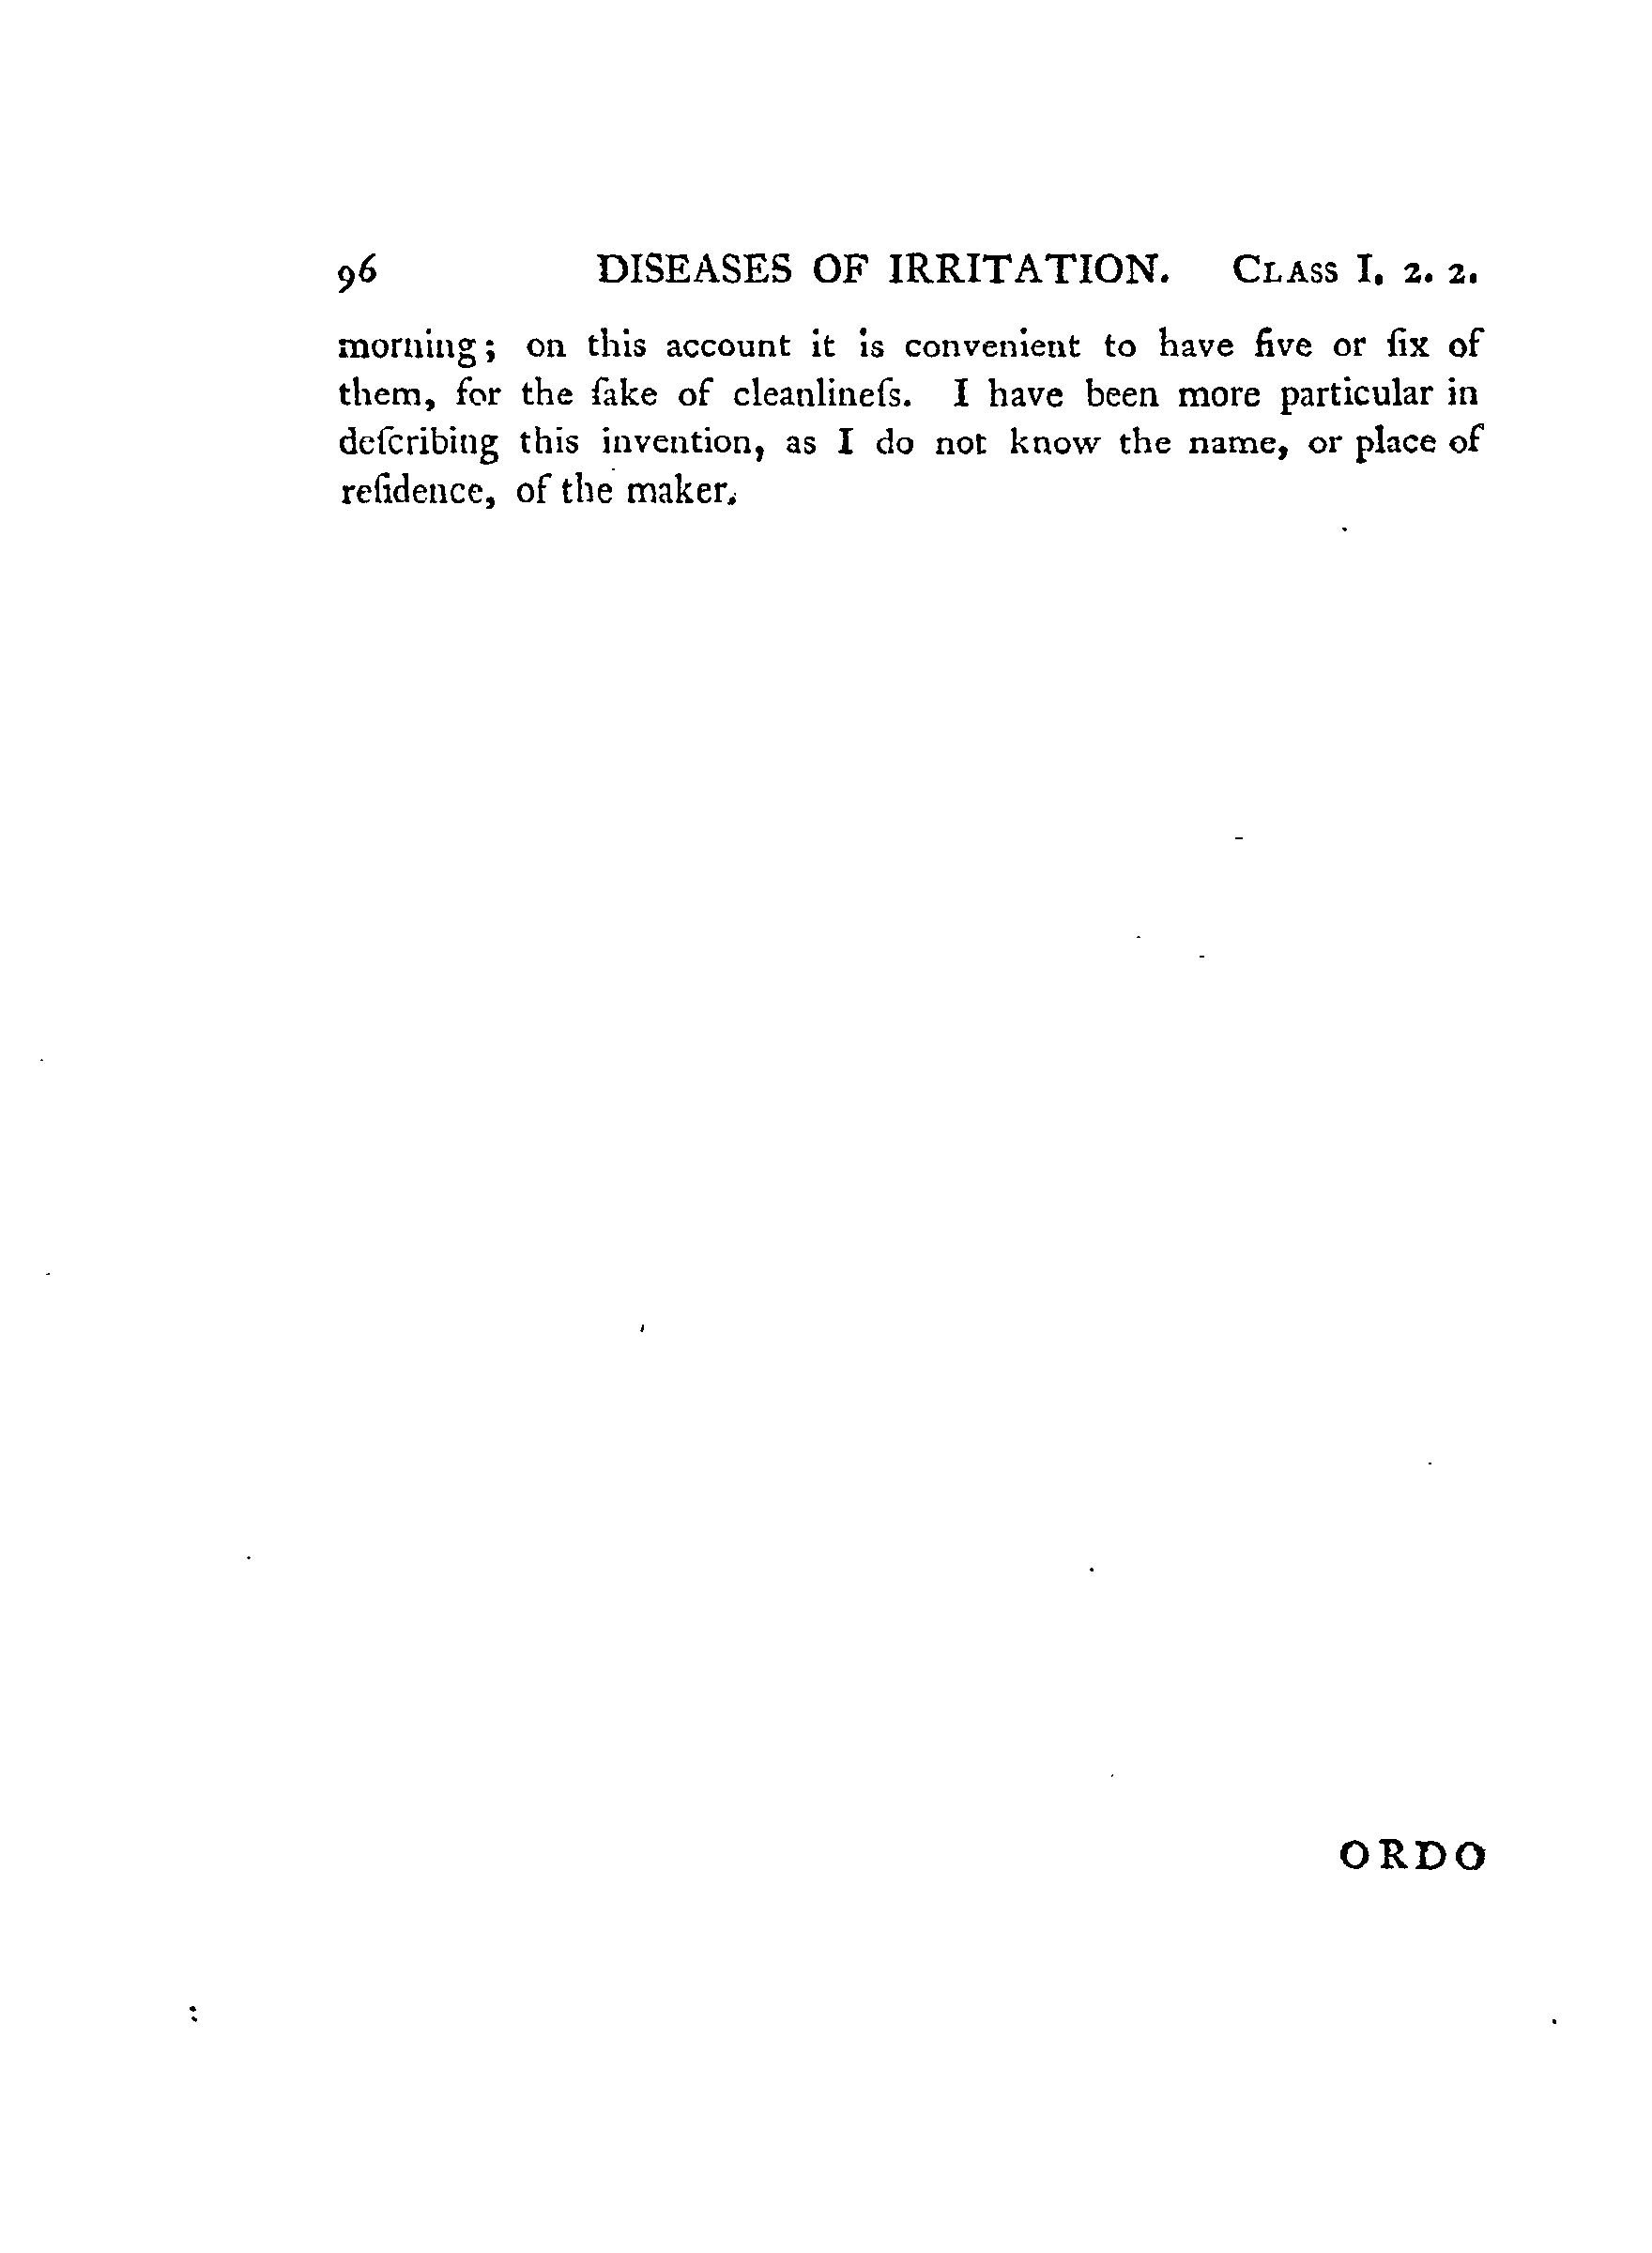 96 DISEASES OF IRRITATION. CLASS I. 2. 2.
morning; on this account it is convenient to have five or ſix of
them, for the ſake of cleanlineſs. I have been more particular in
deſcribing this invention, as I do not know the name, or place of
reſidence, of the maker.
ORDO